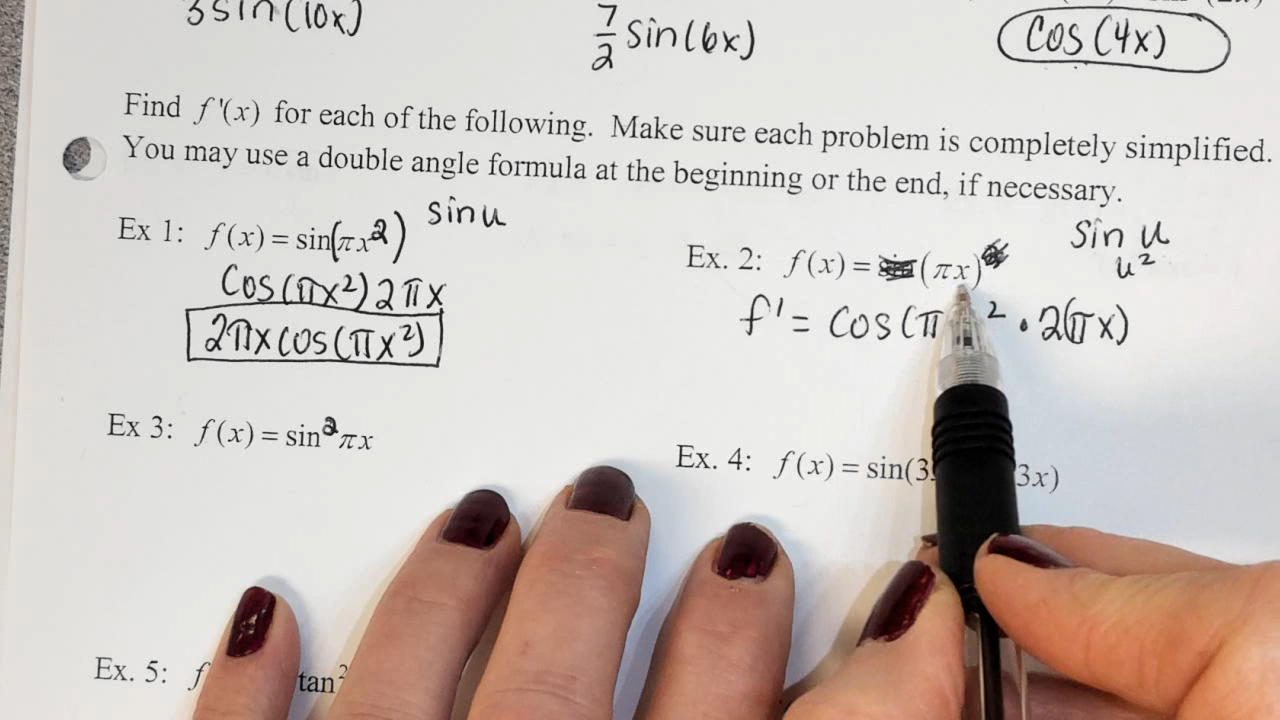 3sin(10x)
7/2 sin(6x)
cos(4x)
Find f'(x) for each of the following. Make sure each problem is completely simplified.
You may use a double angle formula at the beginning or the end, if necessary.
Ex 1: f(x) = sin(πx²) sin u
cos(πx²)2πx
2πx cos(πx²)
Ex. 2: f(x) = (πx) sin u
u²
f' = cos(π ² · 2(πx)
Ex 3: f(x) = sin²πx
Ex. 4: f(x) = sin(3 3x)
Ex. 5: f tan²